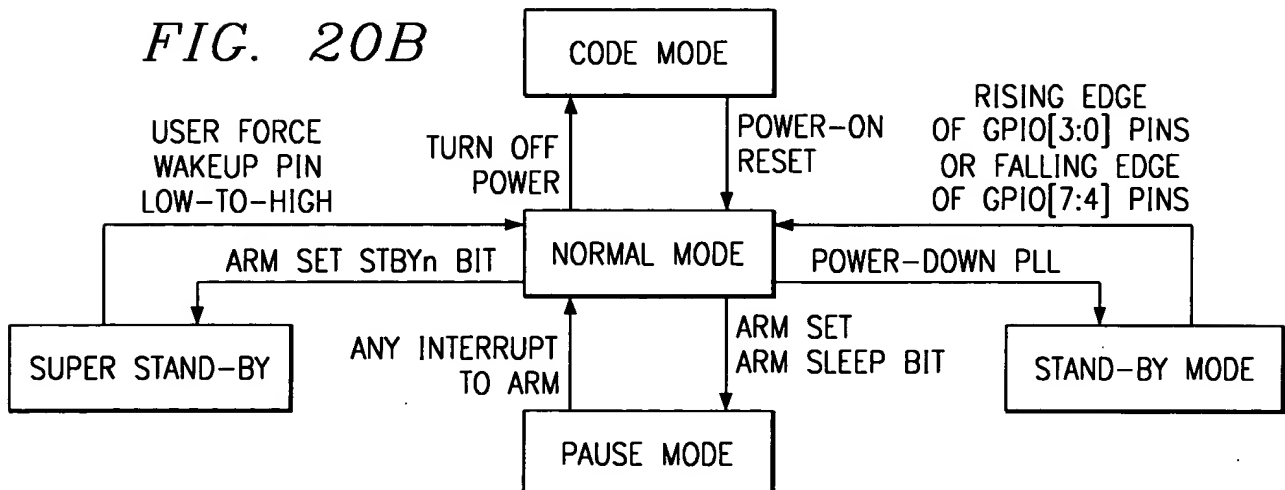 FIG. 20B
CODE MODE
USER FORCE
WAKEUP PIN
LOW-TO-HIGH
TURN OFF
POWER
POWER-ON
RESET
RISING EDGE
OF GPIO[3:0] PINS
OR FALLING EDGE
OF GPIO[7:4] PINS
ARM SET STBYn BIT
NORMAL MODE
POWER-DOWN PLL
SUPER STAND-BY
ANY INTERRUPT
TO ARM
ARM SET
ARM SLEEP BIT
STAND-BY MODE
PAUSE MODE